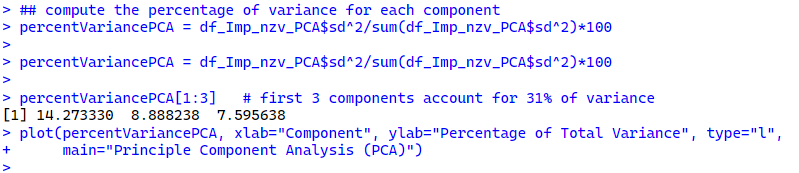 > ## compute the percentage of variance for each component
> percentVariancePCA = df_Imp_nzv_PCA$sd^2/sum(df_Imp_nzv_PCA$sd^2)*100
>
> percentVariancePCA = df_Imp_nzv_PCA$sd^2/sum(df_Imp_nzv_PCA$sd^2)*100
>
> percentVariancePCA[1:3]   # first 3 components account for 31% of variance
[1] 14.273330  8.888238  7.595638
> plot(percentVariancePCA, xlab="Component", ylab="Percentage of Total Variance", type="l",
+      main="Principle Component Analysis (PCA)")
>